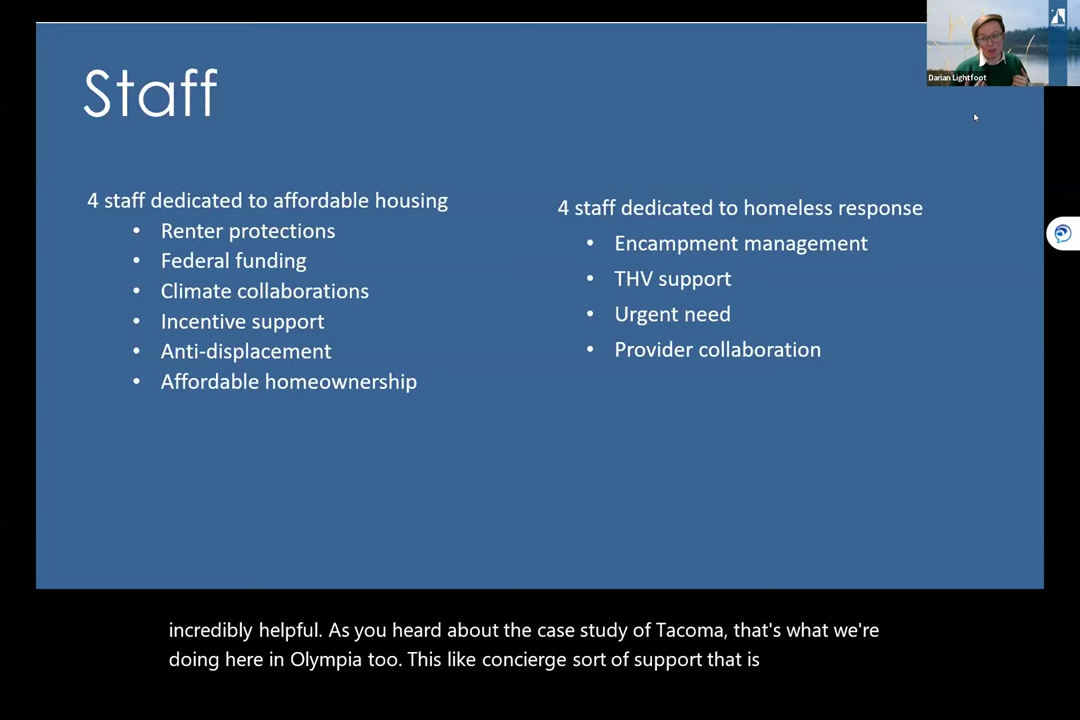 Staff
4 staff dedicated to affordable housing
• Renter protections
• Federal funding
• Climate collaborations
• Incentive support
• Anti-displacement
• Affordable homeownership
4 staff dedicated to homeless response
• Encampment management
• THV support
• Urgent need
• Provider collaboration
Darian Lightfoot
Olympia
incredibly helpful. As you heard about the case study of Tacoma, that's what we're
doing here in Olympia too. This like concierge sort of support that is